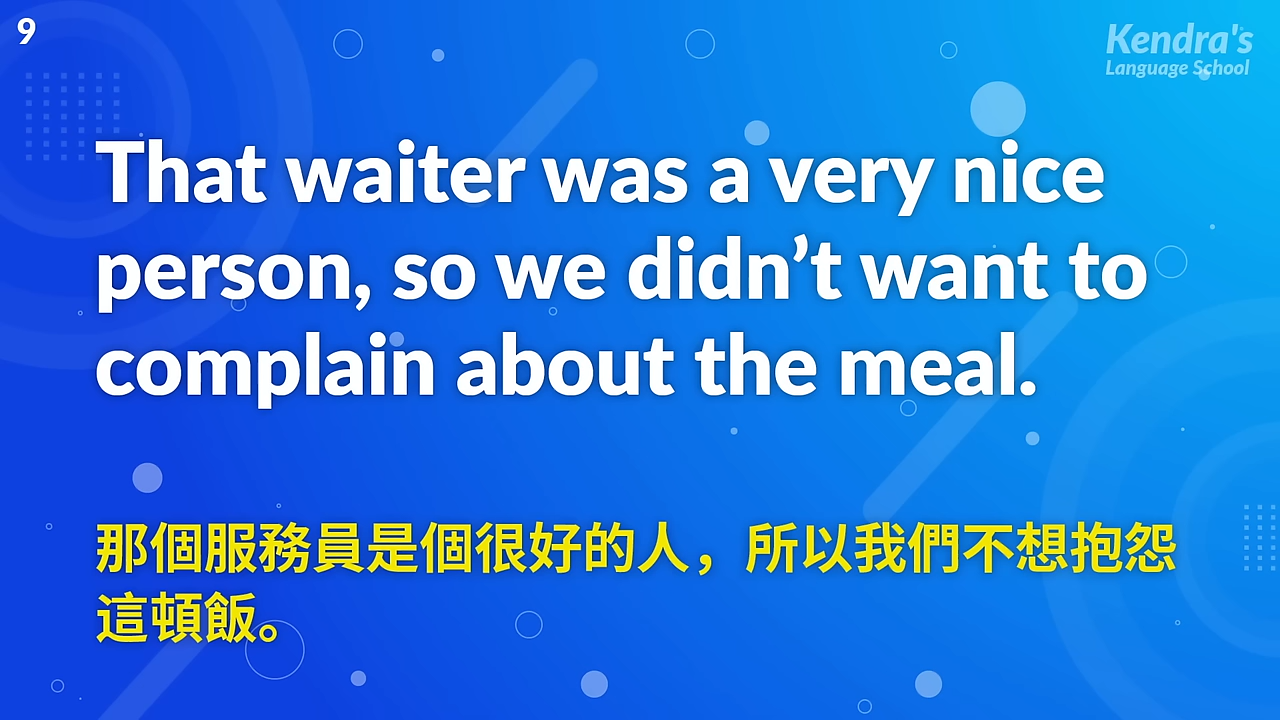 9
Kendra's
Language School
That waiter was a very nice
person, so we didn’t want to
complain about the meal.
那個服務員是個很好的人，所以我們不想抱怨
這頓飯。